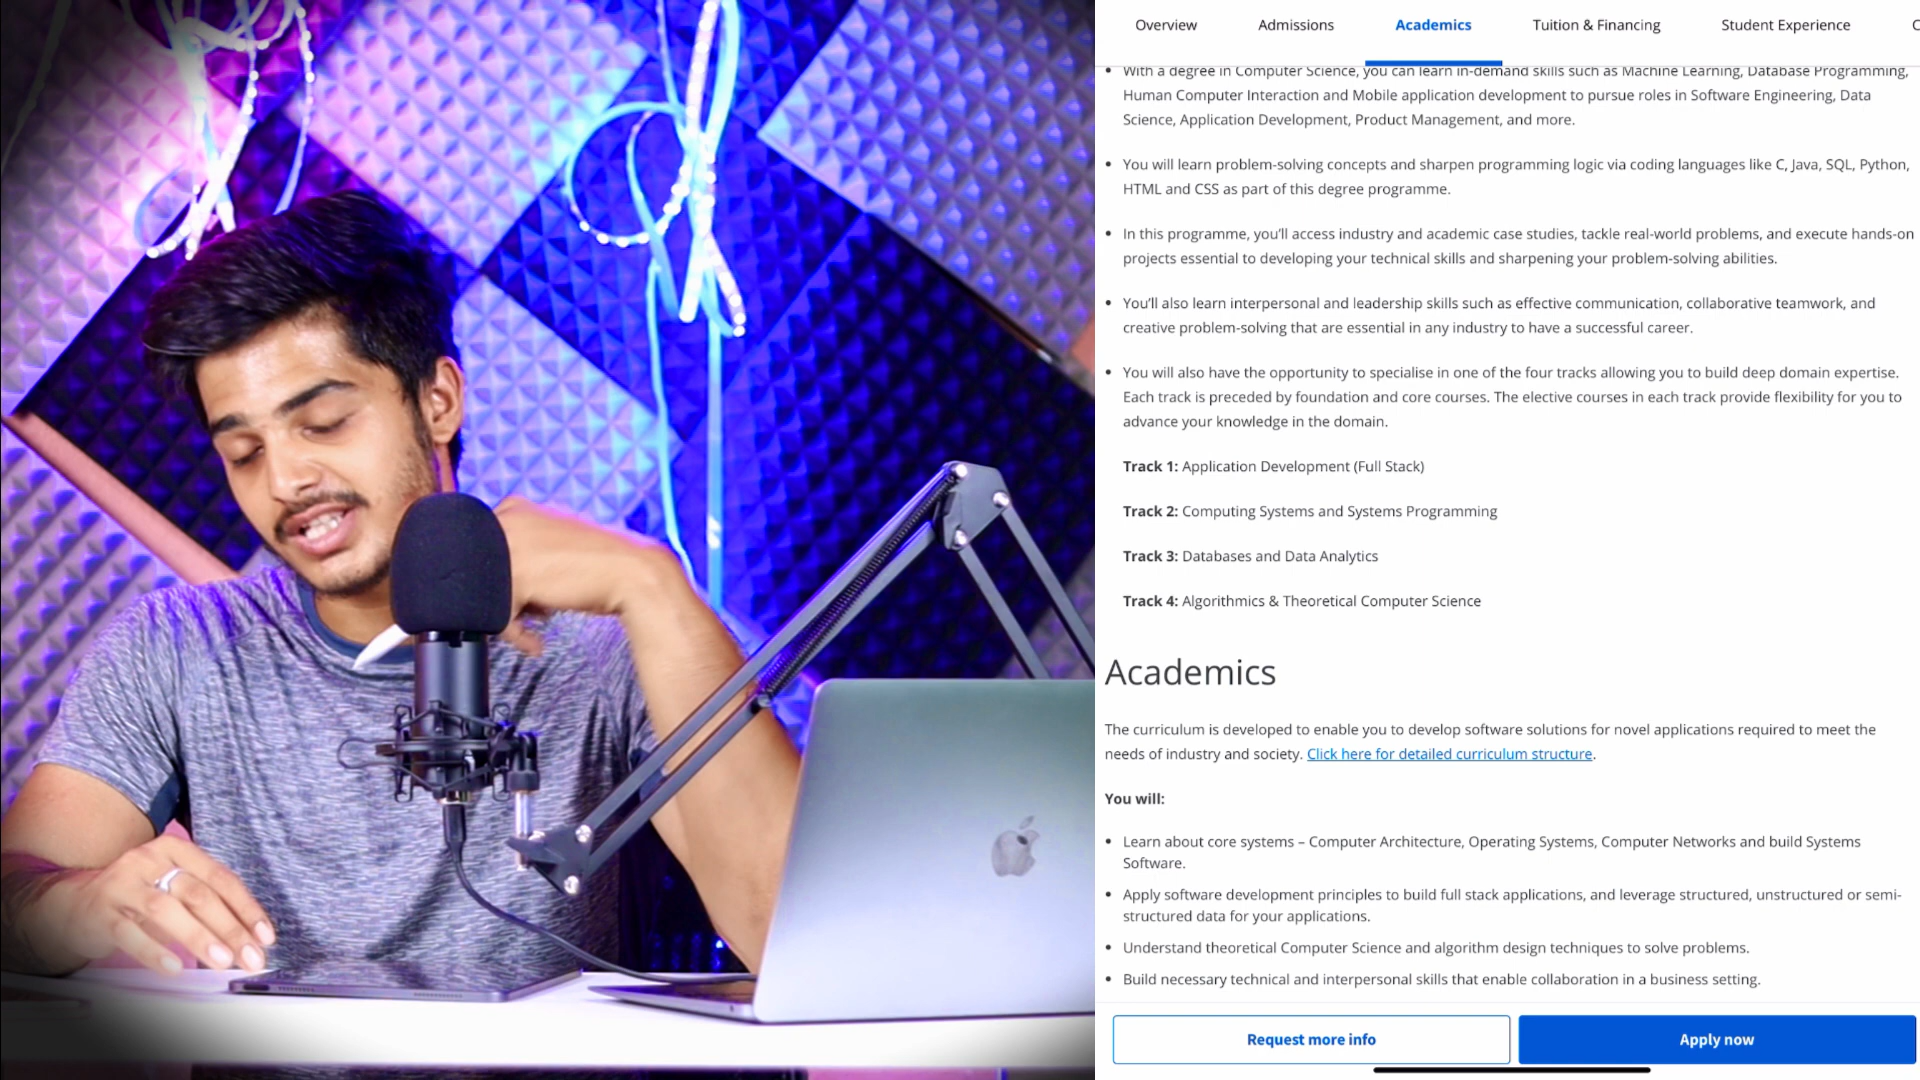 Overview Admissions Academics Tuition & Financing Student Experience
With a degree in Computer Science, you can learn in-demand skills such as Machine Learning, Database Programming,
Human Computer Interaction and Mobile application development to pursue roles in Software Engineering, Data
Science, Application Development, Product Management, and more.
You will learn problem-solving concepts and sharpen programming logic via coding languages like C, Java, SQL, Python,
HTML and CSS as part of this degree programme.
In this programme, you'll access industry and academic case studies, tackle real-world problems, and execute hands-on
projects essential to developing your technical skills and sharpening your problem-solving abilities.
You'll also learn interpersonal and leadership skills such as effective communication, collaborative teamwork, and
creative problem-solving that are essential in any industry to have a successful career.
You will also have the opportunity to specialise in one of the four tracks allowing you to build deep domain expertise.
Each track is preceded by foundation and core courses. The elective courses in each track provide flexibility for you to
advance your knowledge in the domain.
Track 1: Application Development (Full Stack)
Track 2: Computing Systems and Systems Programming
Track 3: Databases and Data Analytics
Track 4: Algorithmics & Theoretical Computer Science
Academics
The curriculum is developed to enable you to develop software solutions for novel applications required to meet the
needs of industry and society. Click here for detailed curriculum structure.
You will:
Learn about core systems – Computer Architecture, Operating Systems, Computer Networks and build Systems
Software.
Apply software development principles to build full stack applications, and leverage structured, unstructured or semi-
structured data for your applications.
Understand theoretical Computer Science and algorithm design techniques to solve problems.
Build necessary technical and interpersonal skills that enable collaboration in a business setting.
Request more info Apply now